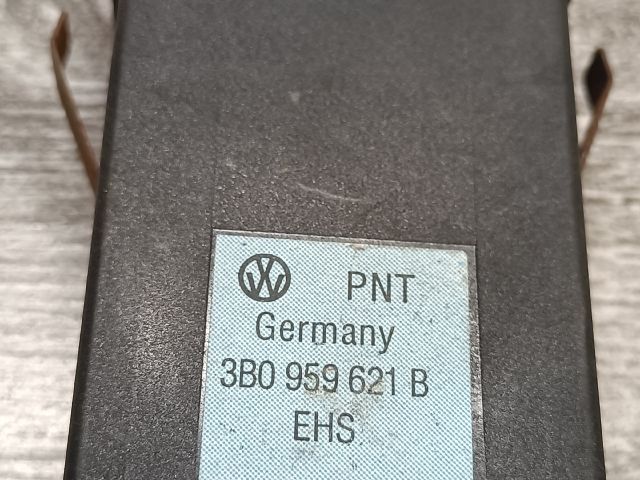 PNT
Germany
3B0 959 621 B
EHS